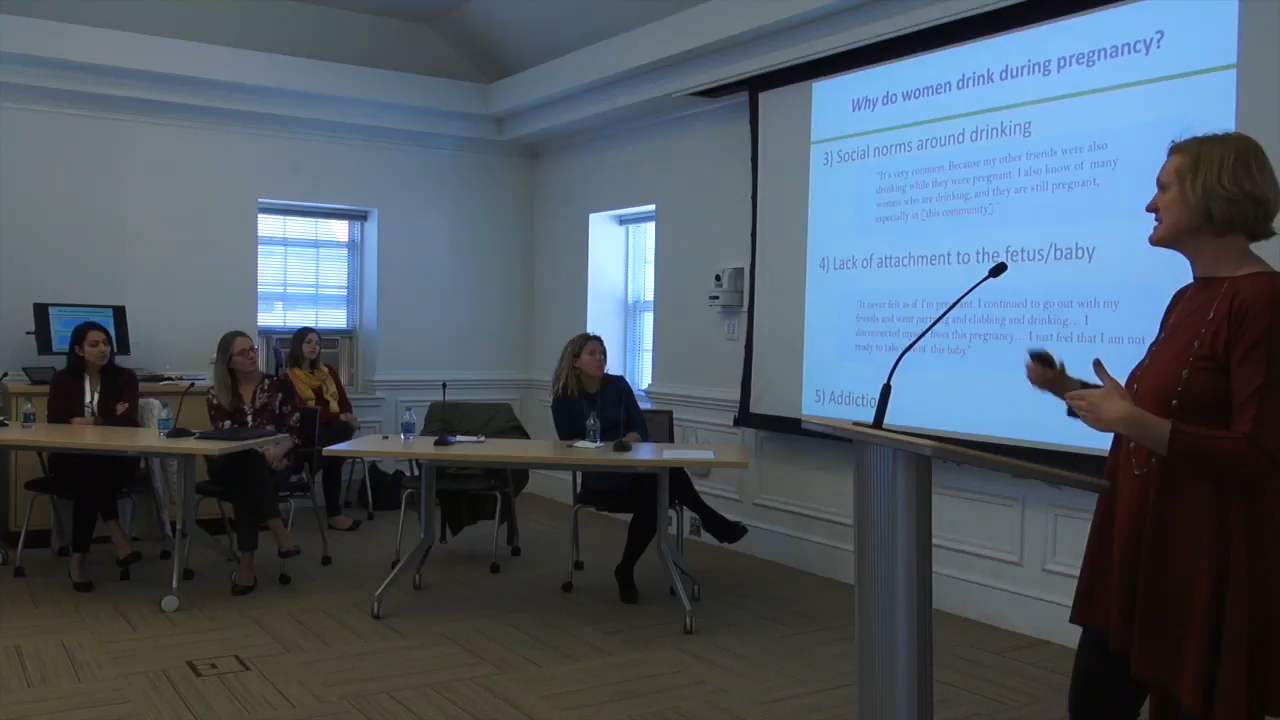 Why do women drink during pregnancy?
3) Social norms around drinking
"It's very common. Because my other friends were also
drinking while they were pregnant. I also know of many
women who are drinking, and they are still pregnant,
especially in [this community]."
4) Lack of attachment to the fetus/baby
"It never felt as if I'm pregnant. I continued to go out with my
friends and went partying and clubbing and drinking… I
disconnected myself from this pregnancy… I just feel that I am not
ready to take care of this baby."
5) Addictio